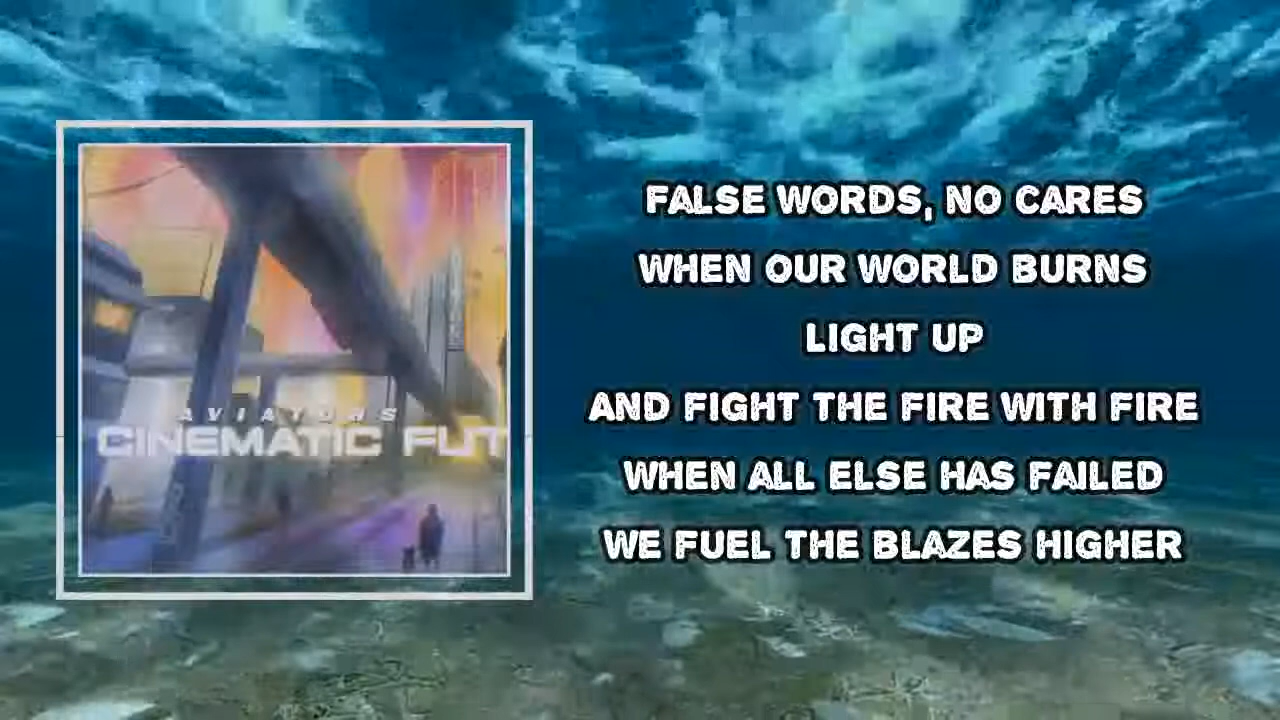 AVIATORS
CINEMATIC FUT
FALSE WORDS, NO CARES
WHEN OUR WORLD BURNS
LIGHT UP
AND FIGHT THE FIRE WITH FIRE
WHEN ALL ELSE HAS FAILED
WE FUEL THE BLAZES HIGHER